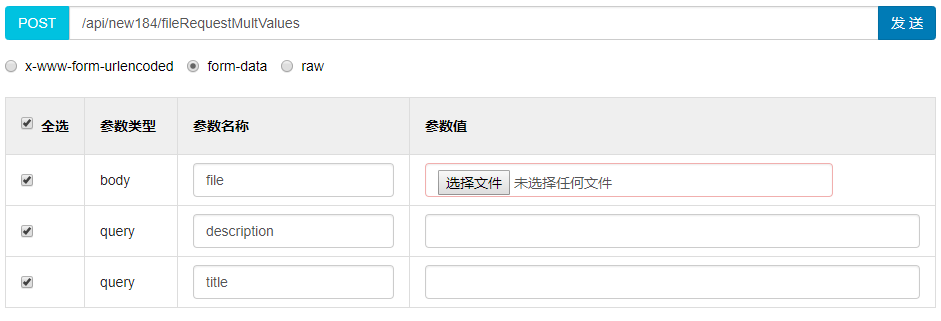 POST /api/new184/fileRequestMultValues 发 送
x-www-form-urlencoded form-data raw
全选 参数类型 参数名称 参数值
body file 选择文件 未选择任何文件
query description
query title